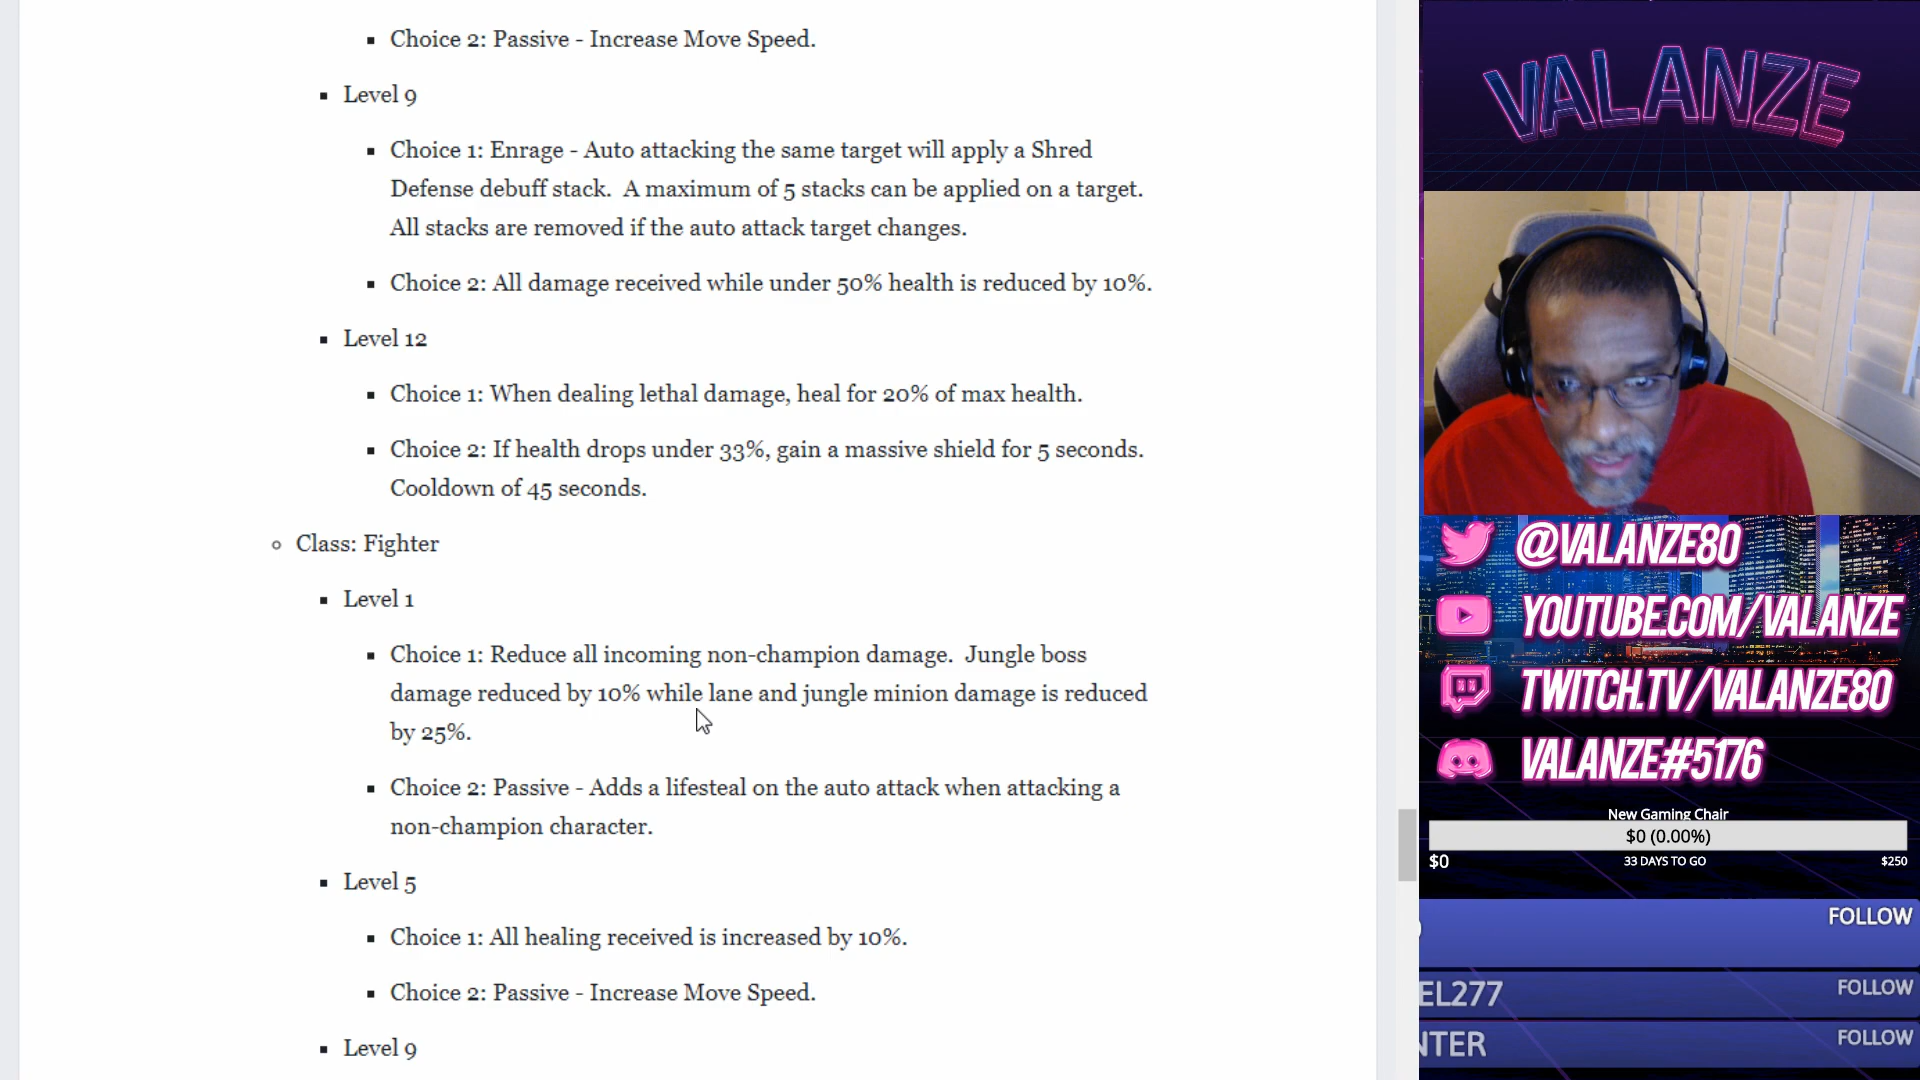 Choice 2: Passive - Increase Move Speed.
Level 9
Choice 1: Enrage - Auto attacking the same target will apply a Shred
Defense debuff stack.  A maximum of 5 stacks can be applied on a target.
All stacks are removed if the auto attack target changes.
Choice 2: All damage received while under 50% health is reduced by 10%.
Level 12
Choice 1: When dealing lethal damage, heal for 20% of max health.
Choice 2: If health drops under 33%, gain a massive shield for 5 seconds.
Cooldown of 45 seconds.
Class: Fighter
Level 1
Choice 1: Reduce all incoming non-champion damage.  Jungle boss
damage reduced by 10% while lane and jungle minion damage is reduced
by 25%.
Choice 2: Passive - Adds a lifesteal on the auto attack when attacking a
non-champion character.
Level 5
Choice 1: All healing received is increased by 10%.
Choice 2: Passive - Increase Move Speed.
Level 9
VALANZE
@VALANZE80
YOUTUBE.COM/VALANZE
TWITCH.TV/VALANZE80
VALANZE#5176
New Gaming Chair
$0 (0.00%)
$0 33 DAYS TO GO $250
FOLLOW
EL277 FOLLOW
NTER FOLLOW